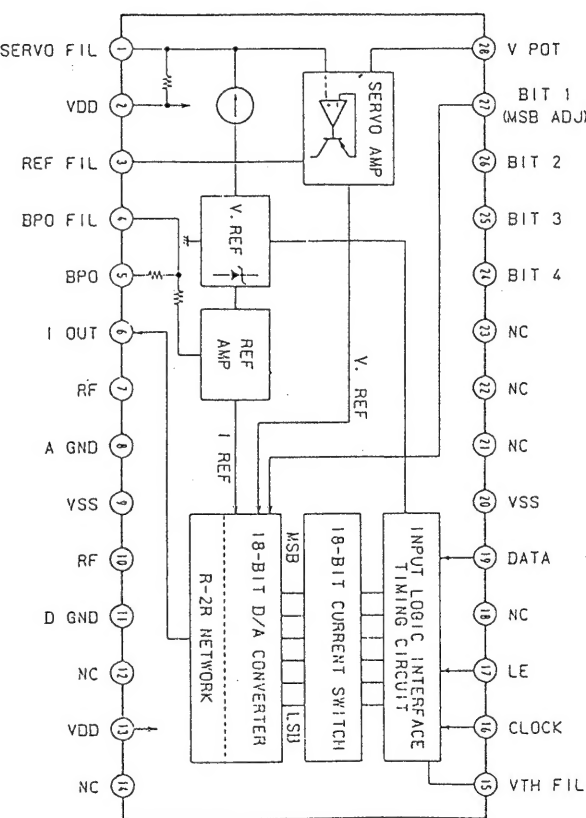 SERVO FIL
1
VDD
2
REF FIL
3
BPO FIL
4
BPO
5
I OUT
6
RF
7
A GND
8
VSS
9
RF
10
D GND
11
NC
12
VDD
13
NC
14
28
V POT
27
BIT 1
(MSB ADJ)
26
BIT 2
25
BIT 3
24
BIT 4
23
NC
22
NC
21
NC
20
VSS
19
DATA
18
NC
17
LE
16
CLOCK
15
VTH FIL
SERVO AMP
V. REF
REF
AMP
V. REF
I REF
MSB
LSB
18-BIT D/A CONVERTER
R-2R NETWORK
18-BIT CURRENT SWITCH
INPUT LOGIC INTERFACE
TIMING CIRCUIT